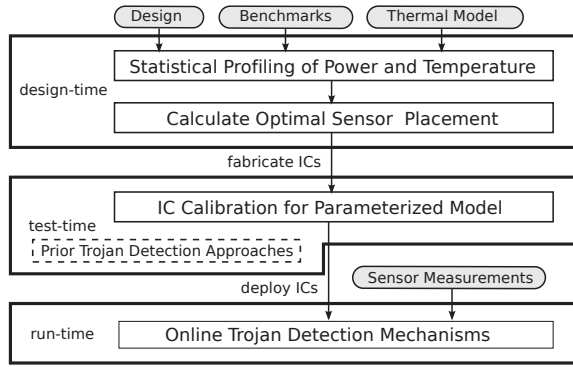 Design
Benchmarks
Thermal Model
Statistical Profiling of Power and Temperature
design-time
Calculate Optimal Sensor Placement
fabricate ICs
IC Calibration for Parameterized Model
test-time
Prior Trojan Detection Approaches
deploy ICs
Sensor Measurements
run-time
Online Trojan Detection Mechanisms